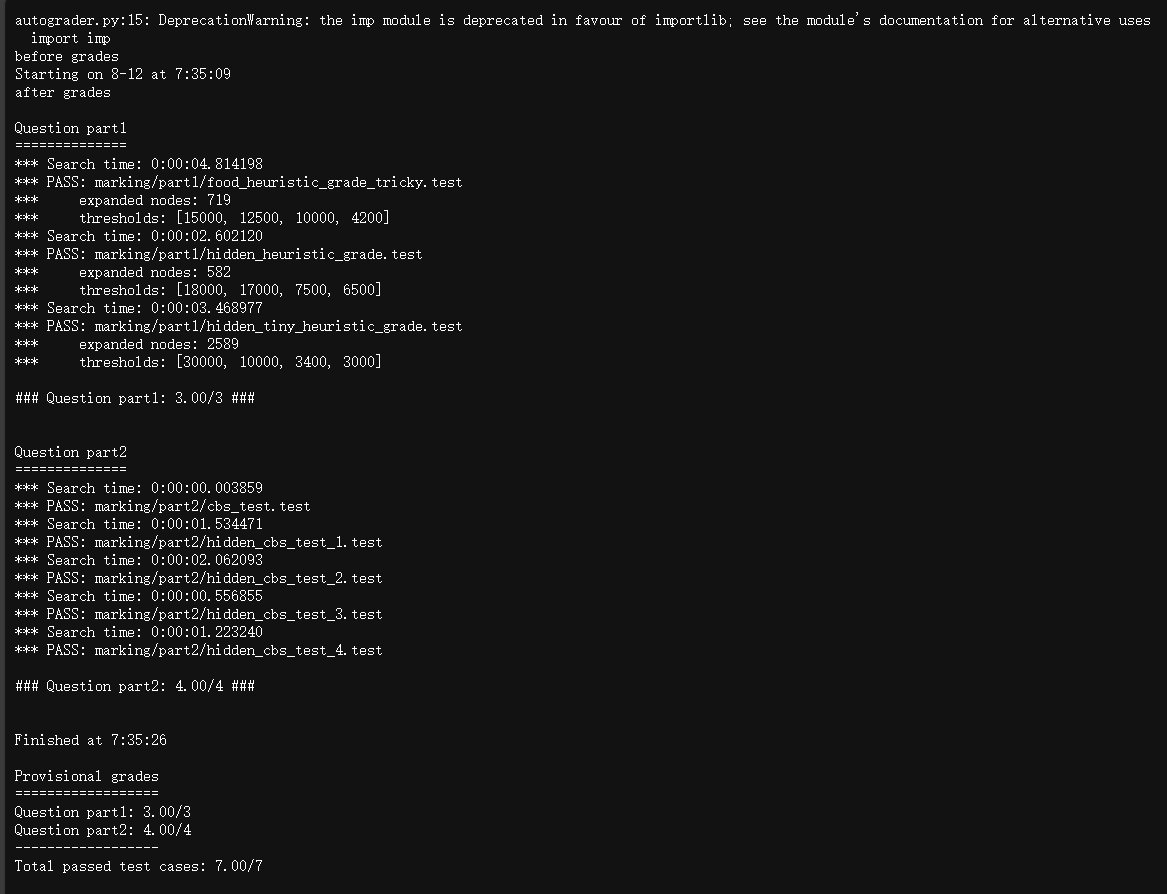 autograder.py:15: DeprecationWarning: the imp module is deprecated in favour of importlib; see the module's documentation for alternative uses
  import imp
before grades
Starting on 8-12 at 7:35:09
after grades

Question part1
==============
*** Search time: 0:00:04.814198
*** PASS: marking/part1/food_heuristic_grade_tricky.test
***     expanded nodes: 719
***     thresholds: [15000, 12500, 10000, 4200]
*** Search time: 0:00:02.602120
*** PASS: marking/part1/hidden_heuristic_grade.test
***     expanded nodes: 582
***     thresholds: [18000, 17000, 7500, 6500]
*** Search time: 0:00:03.468977
*** PASS: marking/part1/hidden_tiny_heuristic_grade.test
***     expanded nodes: 2589
***     thresholds: [30000, 10000, 3400, 3000]

### Question part1: 3.00/3 ###


Question part2
==============
*** Search time: 0:00:00.003859
*** PASS: marking/part2/cbs_test.test
*** Search time: 0:00:01.534471
*** PASS: marking/part2/hidden_cbs_test_1.test
*** Search time: 0:00:02.062093
*** PASS: marking/part2/hidden_cbs_test_2.test
*** Search time: 0:00:00.556855
*** PASS: marking/part2/hidden_cbs_test_3.test
*** Search time: 0:00:01.223240
*** PASS: marking/part2/hidden_cbs_test_4.test

### Question part2: 4.00/4 ###


Finished at 7:35:26

Provisional grades
==================
Question part1: 3.00/3
Question part2: 4.00/4
------------------
Total passed test cases: 7.00/7